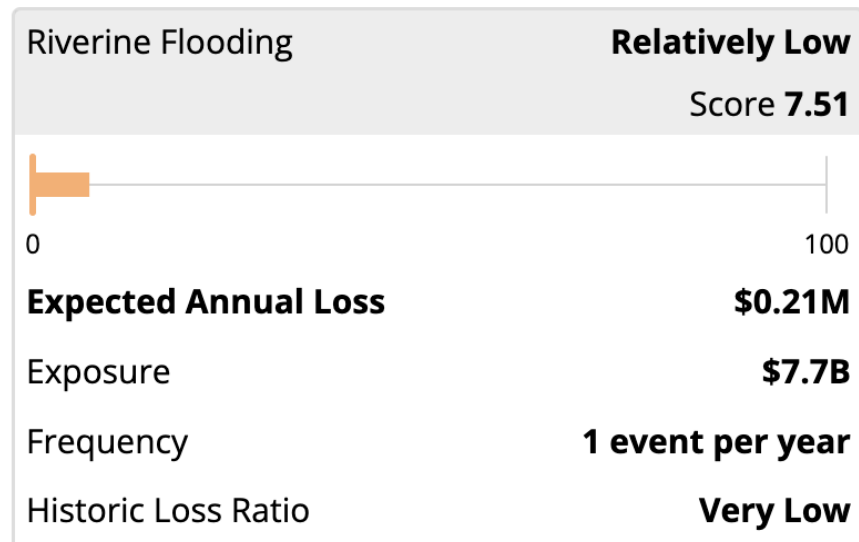 Riverine Flooding Relatively Low
Score 7.51
0 100
Expected Annual Loss $0.21M
Exposure $7.7B
Frequency 1 event per year
Historic Loss Ratio Very Low